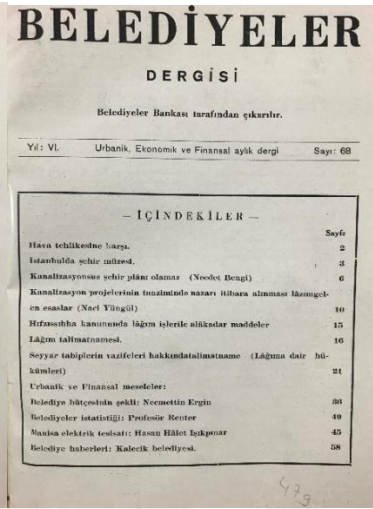 BELEDİYELER
DERGİSİ
Belediyeler Bankası tarafından çıkarılır.
Yıl: VI. Urbanik, Ekonomik ve Finansal aylık dergi Sayı: 68
— İÇİNDEKİLER —
Sayfa
Hava tehlikesine karşı. 2
İstanbulda şehir müzesi. 3
Kanalizasyonsuz şehir plânı olamaz (Necdet Bengi) 6
Kanalizasyon projelerinin tanziminde nazarı itibara alınması lâzımgel-
en esaslar (Naci Yüngül) 10
Hıfzıssıhha kanununda lâğım işlerile alâkadar maddeler 15
Lâğım talimatnamesi. 16
Seyyar tabiplerin vazifeleri hakkındatalimatname (Lâğıma dair hü-
kümleri) 21
Urbanik ve Finansal meseleler:
Belediye bütçesinin şekli: Necmettin Ergin 36
Belediyeler istatistiği: Profesör Reuter 40
Manisa elektrik tesisatı: Hasan Hâlet Işıkpınar 45
Belediye haberleri: Kalecik belediyesi. 58
479